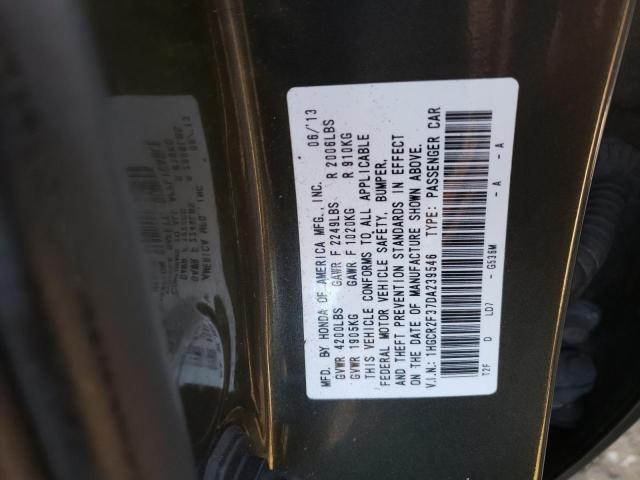 MFD. BY HONDA OF AMERICA MFG., INC. 06/13
GVWR 4200LBS GAWR F 2249LBS R 2006LBS
GVWR 1905KG GAWR F 1020KG R 910KG
THIS VEHICLE CONFORMS TO ALL APPLICABLE
FEDERAL MOTOR VEHICLE SAFETY, BUMPER,
AND THEFT PREVENTION STANDARDS IN EFFECT
ON THE DATE OF MANUFACTURE SHOWN ABOVE.
V.I.N.: 1HGCR2F37DA239546 TYPE: PASSENGER CAR
T2F D LD7 - G536M - A - A